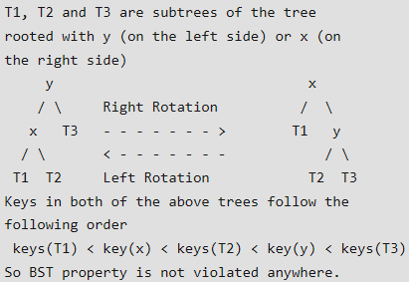 T1, T2 and T3 are subtrees of the tree
rooted with y (on the left side) or x (on
the right side)
y x
/ \ Right Rotation / \
x T3 - - - - - - - > T1 y
/ \ < - - - - - - - / \
T1 T2 Left Rotation T2 T3
Keys in both of the above trees follow the
following order
keys(T1) < key(x) < keys(T2) < key(y) < keys(T3)
So BST property is not violated anywhere.